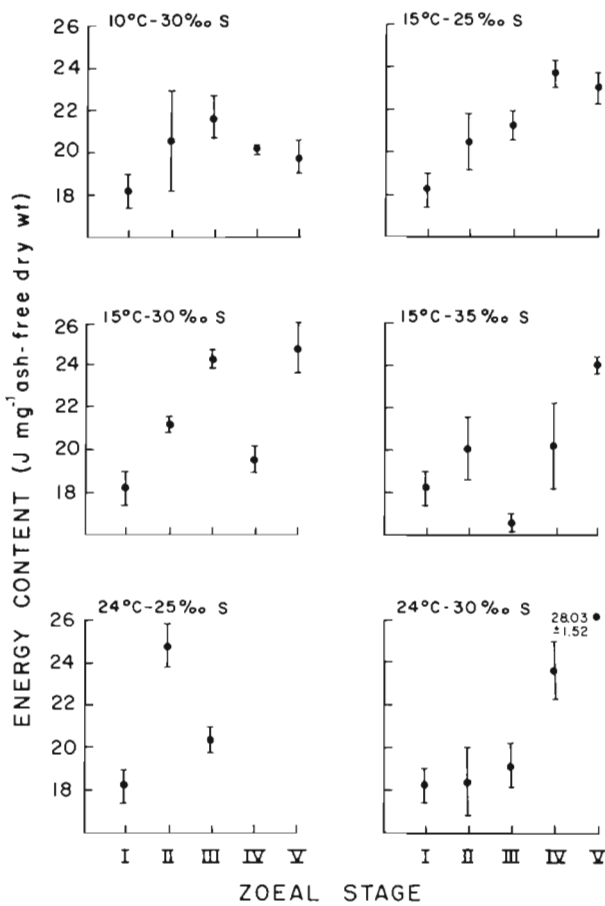 10°C-30‰ S
15°C-25‰ S
26
24
22
20
18
15°C-30‰ S
15°C-35‰ S
26
24
22
20
18
24°C-25‰ S
24°C-30‰ S
28.03
±1.52
26
24
22
20
18
I II III IV V
I II III IV V
ZOEAL STAGE
ENERGY CONTENT (J mg⁻¹ ash-free dry wt)